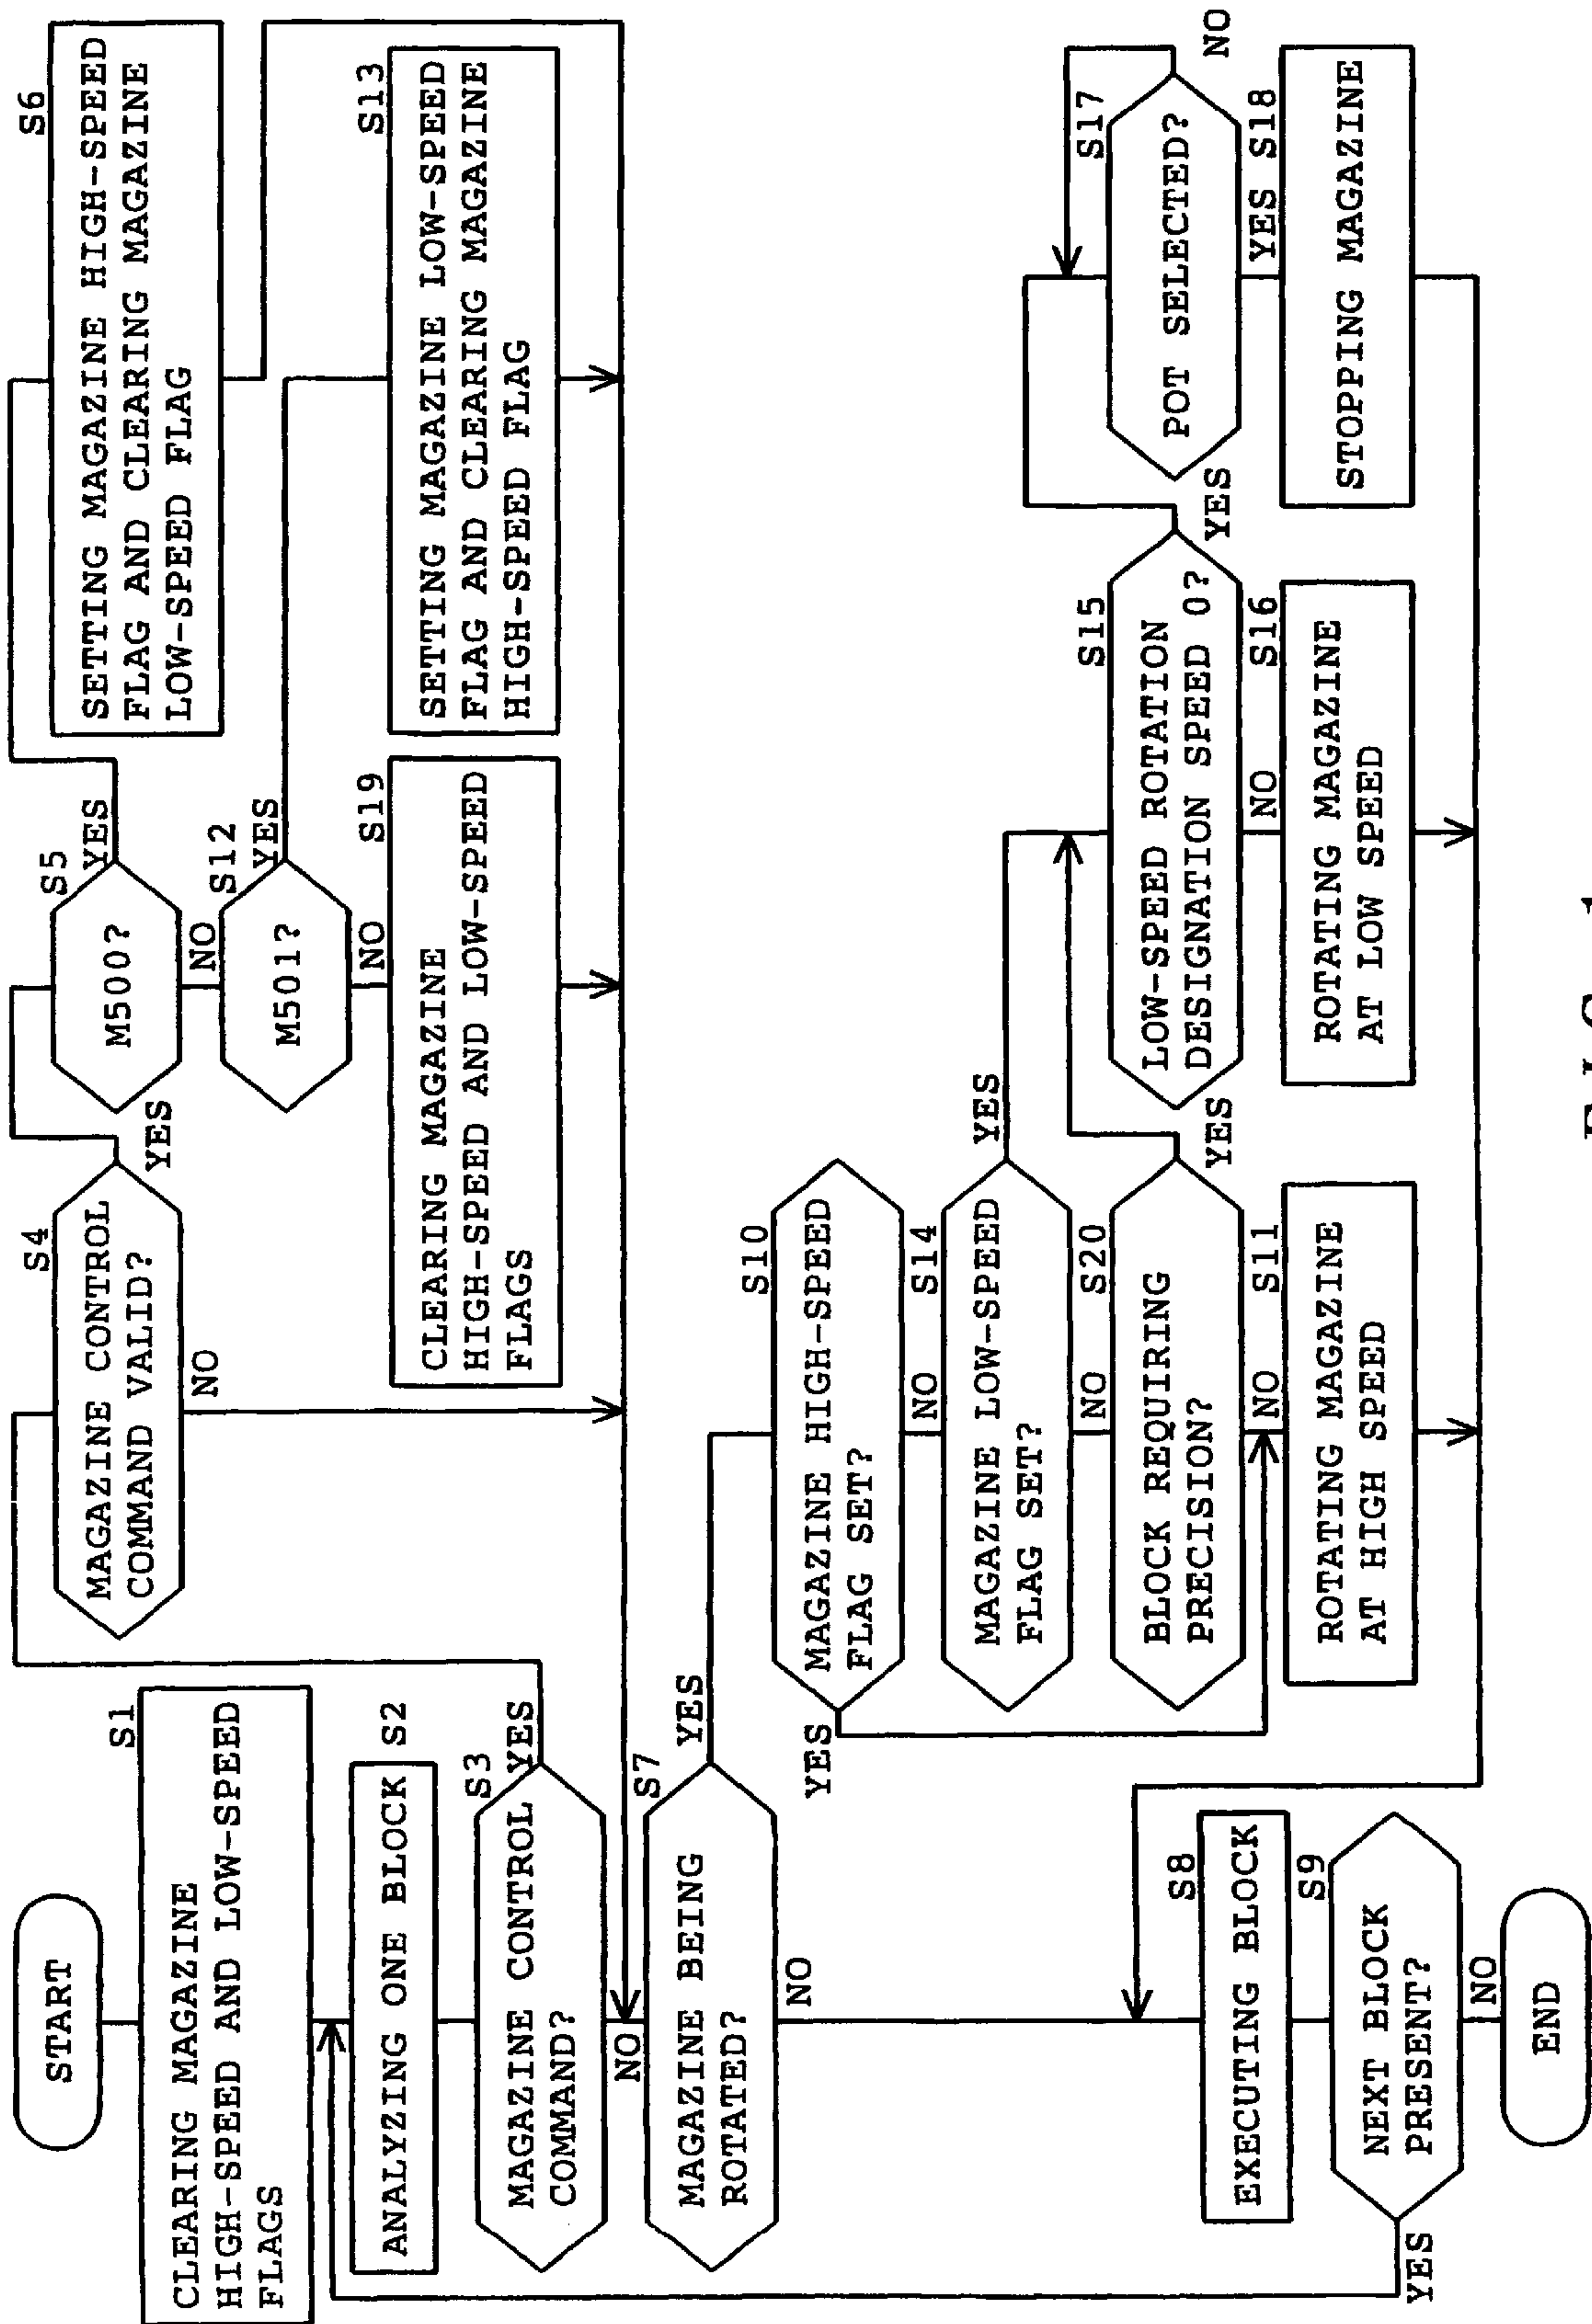 START
S1
CLEARING MAGAZINE
HIGH-SPEED AND LOW-SPEED
FLAGS
S2
ANALYZING ONE BLOCK
S3
MAGAZINE CONTROL
COMMAND?
YES
NO
S4
MAGAZINE CONTROL
COMMAND VALID?
YES
NO
S5
M500?
YES
NO
S6
SETTING MAGAZINE HIGH-SPEED
FLAG AND CLEARING MAGAZINE
LOW-SPEED FLAG
S12
M501?
YES
NO
S13
SETTING MAGAZINE LOW-SPEED
FLAG AND CLEARING MAGAZINE
HIGH-SPEED FLAG
S19
CLEARING MAGAZINE
HIGH-SPEED AND LOW-SPEED
FLAGS
S7
MAGAZINE BEING
ROTATED?
YES
NO
S10
MAGAZINE HIGH-SPEED
FLAG SET?
YES
NO
S14
MAGAZINE LOW-SPEED
FLAG SET?
YES
NO
S20
BLOCK REQUIRING
PRECISION?
YES
NO
S11
ROTATING MAGAZINE
AT HIGH SPEED
S15
LOW-SPEED ROTATION
DESIGNATION SPEED 0?
YES
NO
S16
ROTATING MAGAZINE
AT LOW SPEED
S17
POT SELECTED?
NO
YES
S18
STOPPING MAGAZINE
S8
EXECUTING BLOCK
S9
NEXT BLOCK
PRESENT?
YES
NO
END